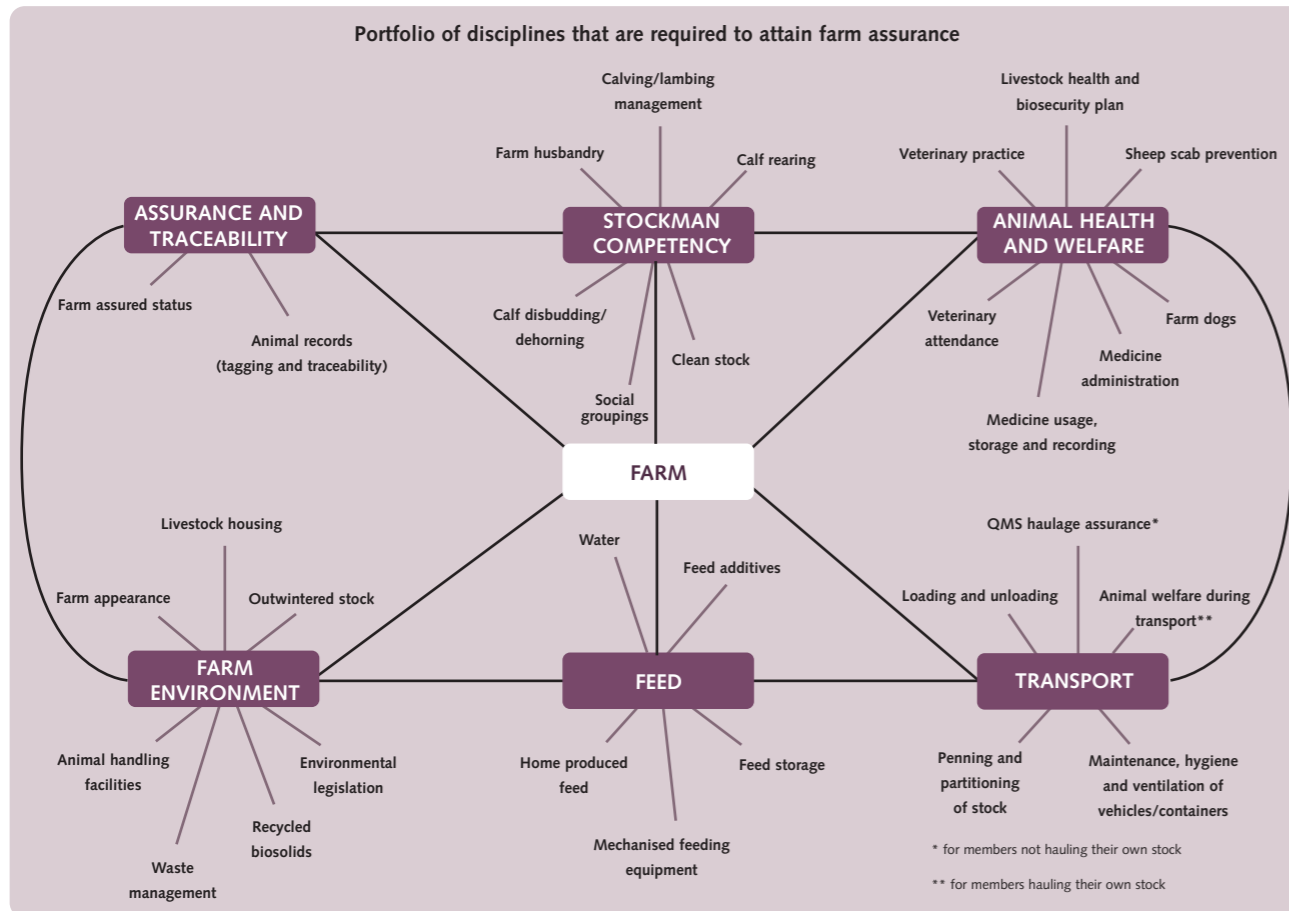 Portfolio of disciplines that are required to attain farm assurance
Calving/lambing
management
Livestock health and
biosecurity plan
Farm husbandry
Calf rearing
Veterinary practice
Sheep scab prevention
ASSURANCE AND
TRACEABILITY
STOCKMAN
COMPETENCY
ANIMAL HEALTH
AND WELFARE
Farm assured status
Animal records
(tagging and traceability)
Calf disbudding/
dehorning
Social
groupings
Clean stock
Veterinary
attendance
Farm dogs
Medicine
administration
Medicine usage,
storage and recording
FARM
Livestock housing
Farm appearance
Outwintered stock
Water
Feed additives
QMS haulage assurance*
Loading and unloading
Animal welfare during
transport**
FARM
ENVIRONMENT
FEED
TRANSPORT
Animal handling
facilities
Environmental
legislation
Recycled
biosolids
Waste
management
Home produced
feed
Feed storage
Mechanised feeding
equipment
Penning and
partitioning
of stock
Maintenance, hygiene
and ventilation of
vehicles/containers
* for members not hauling their own stock
** for members hauling their own stock